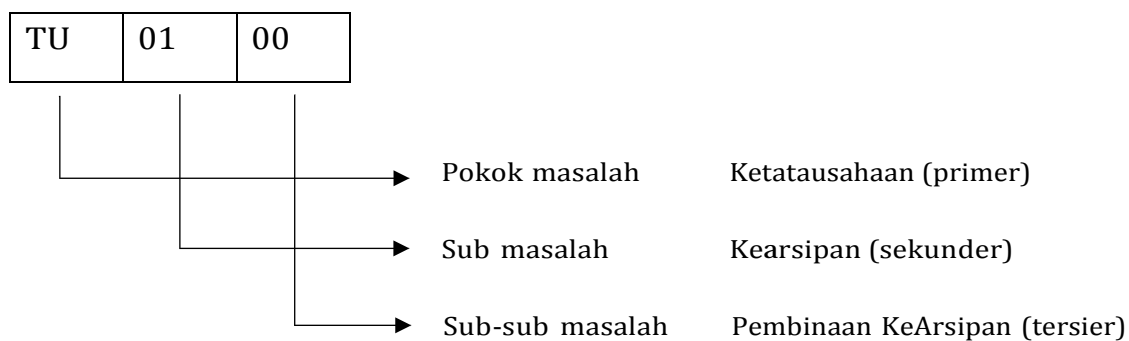 TU 01 00
Pokok masalah Ketatausahaan (primer)
Sub masalah Kearsipan (sekunder)
Sub-sub masalah Pembinaan KeArsipan (tersier)